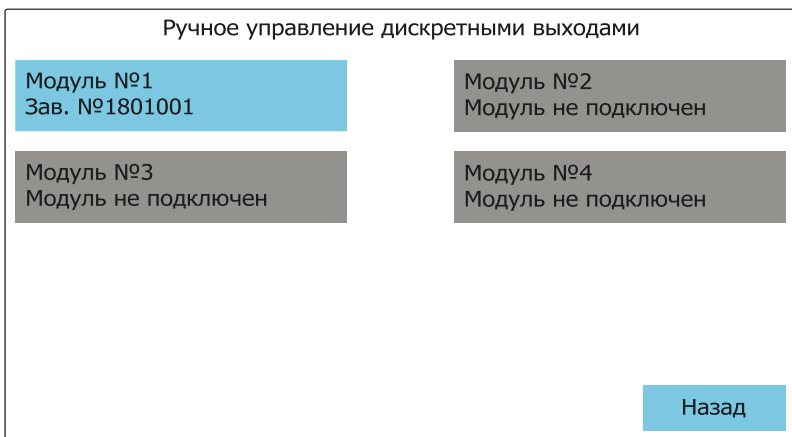 Ручное управление дискретными выходами
Модуль №1
Зав. №1801001
Модуль №2
Модуль не подключен
Модуль №3
Модуль не подключен
Модуль №4
Модуль не подключен
Назад